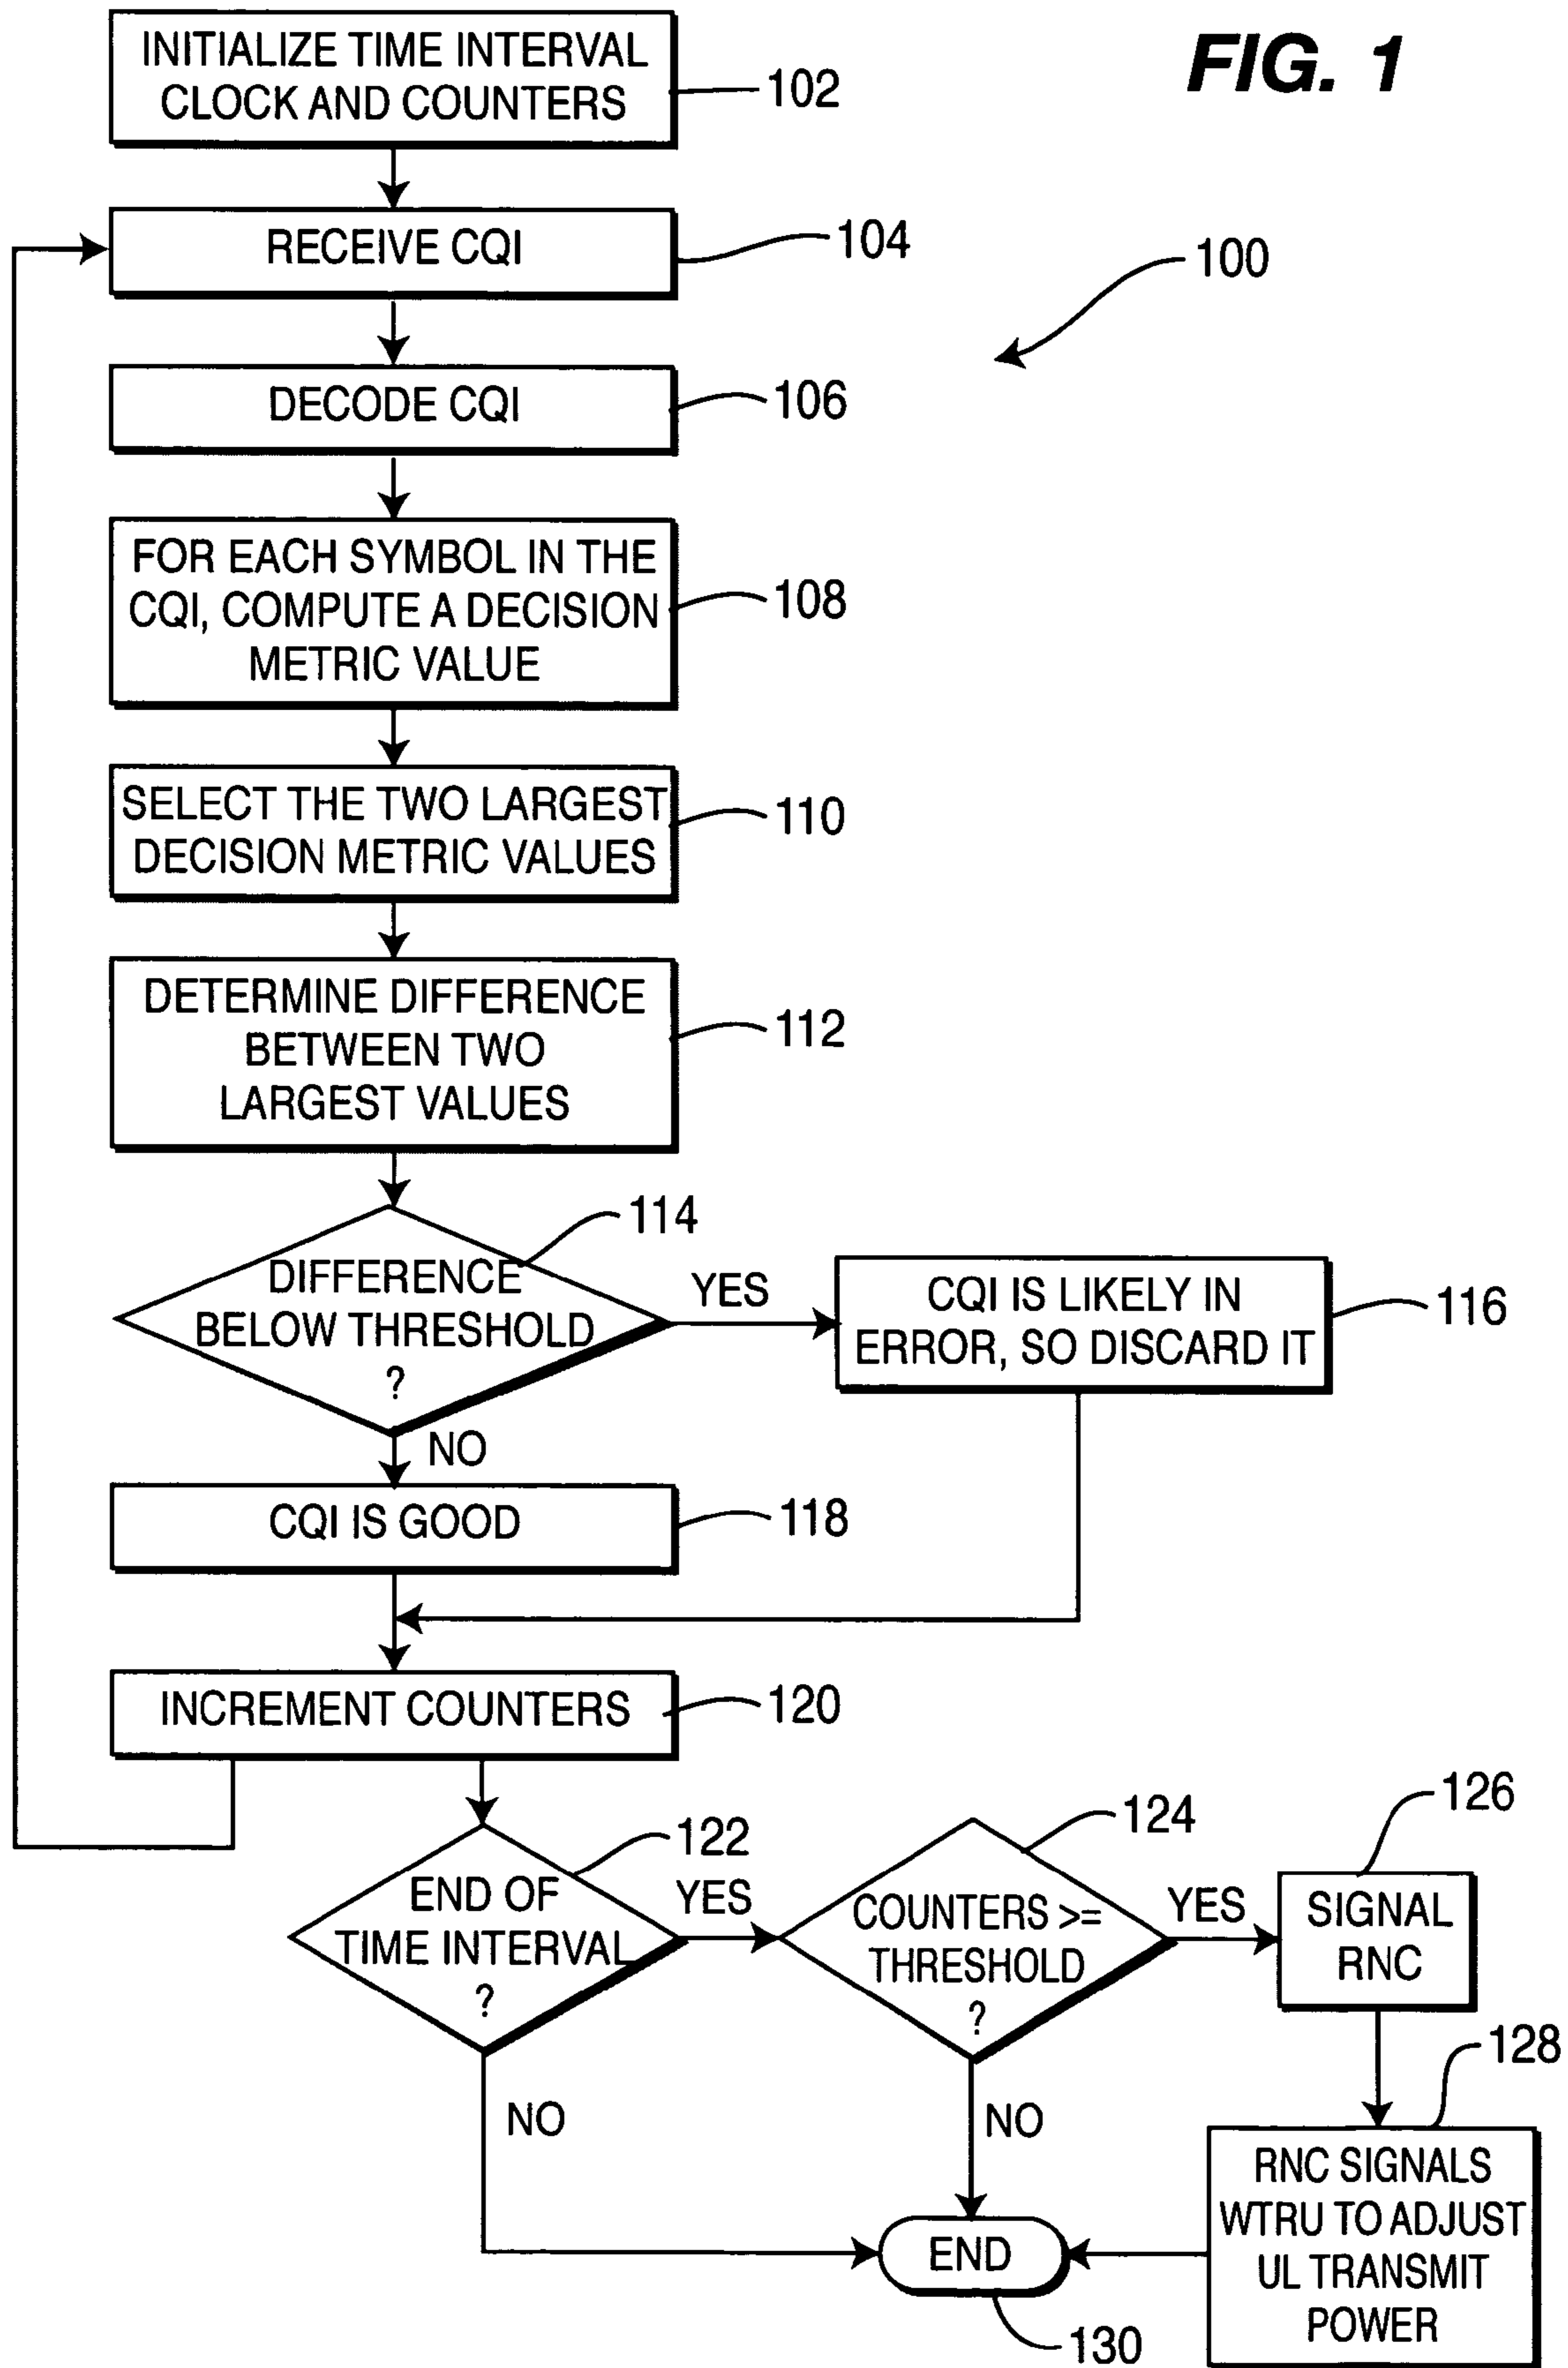 FIG. 1
INITIALIZE TIME INTERVAL
CLOCK AND COUNTERS
102
RECEIVE CQI
104
100
DECODE CQI
106
FOR EACH SYMBOL IN THE
CQI, COMPUTE A DECISION
METRIC VALUE
108
SELECT THE TWO LARGEST
DECISION METRIC VALUES
110
DETERMINE DIFFERENCE
BETWEEN TWO
LARGEST VALUES
112
114
DIFFERENCE
BELOW THRESHOLD
?
YES
CQI IS LIKELY IN
ERROR, SO DISCARD IT
116
NO
CQI IS GOOD
118
INCREMENT COUNTERS
120
122
END OF
TIME INTERVAL
?
YES
124
COUNTERS >=
THRESHOLD
?
YES
126
SIGNAL
RNC
128
NO
NO
RNC SIGNALS
WTRU TO ADJUST
UL TRANSMIT
POWER
END
130